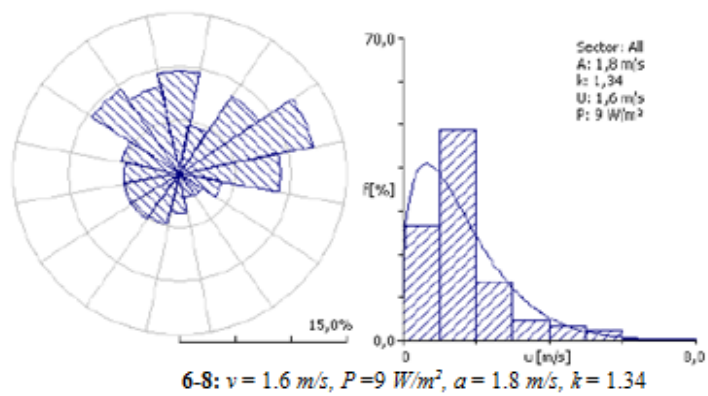 70,0
Sector: All
A: 1,8 m/s
k: 1,34
U: 1,6 m/s
P: 9 W/m²
f[%]
15,0%
0,0
0
u [m/s]
8,0
6-8: v = 1.6 m/s, P =9 W/m², a = 1.8 m/s, k = 1.34